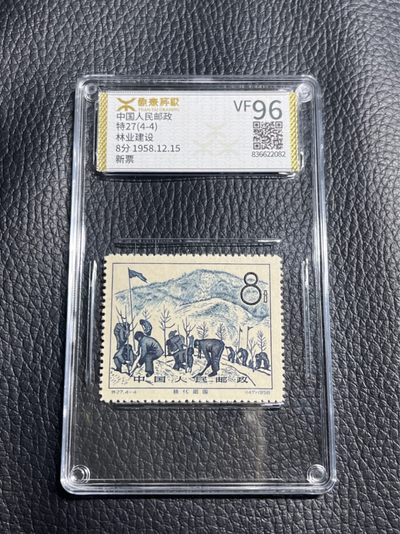 中国人民邮政
特27(4-4)
林业建设
8分 1958.12.15
新票
VF96
836622082
8分
中国人民邮政
特27.4-4
(147)1958